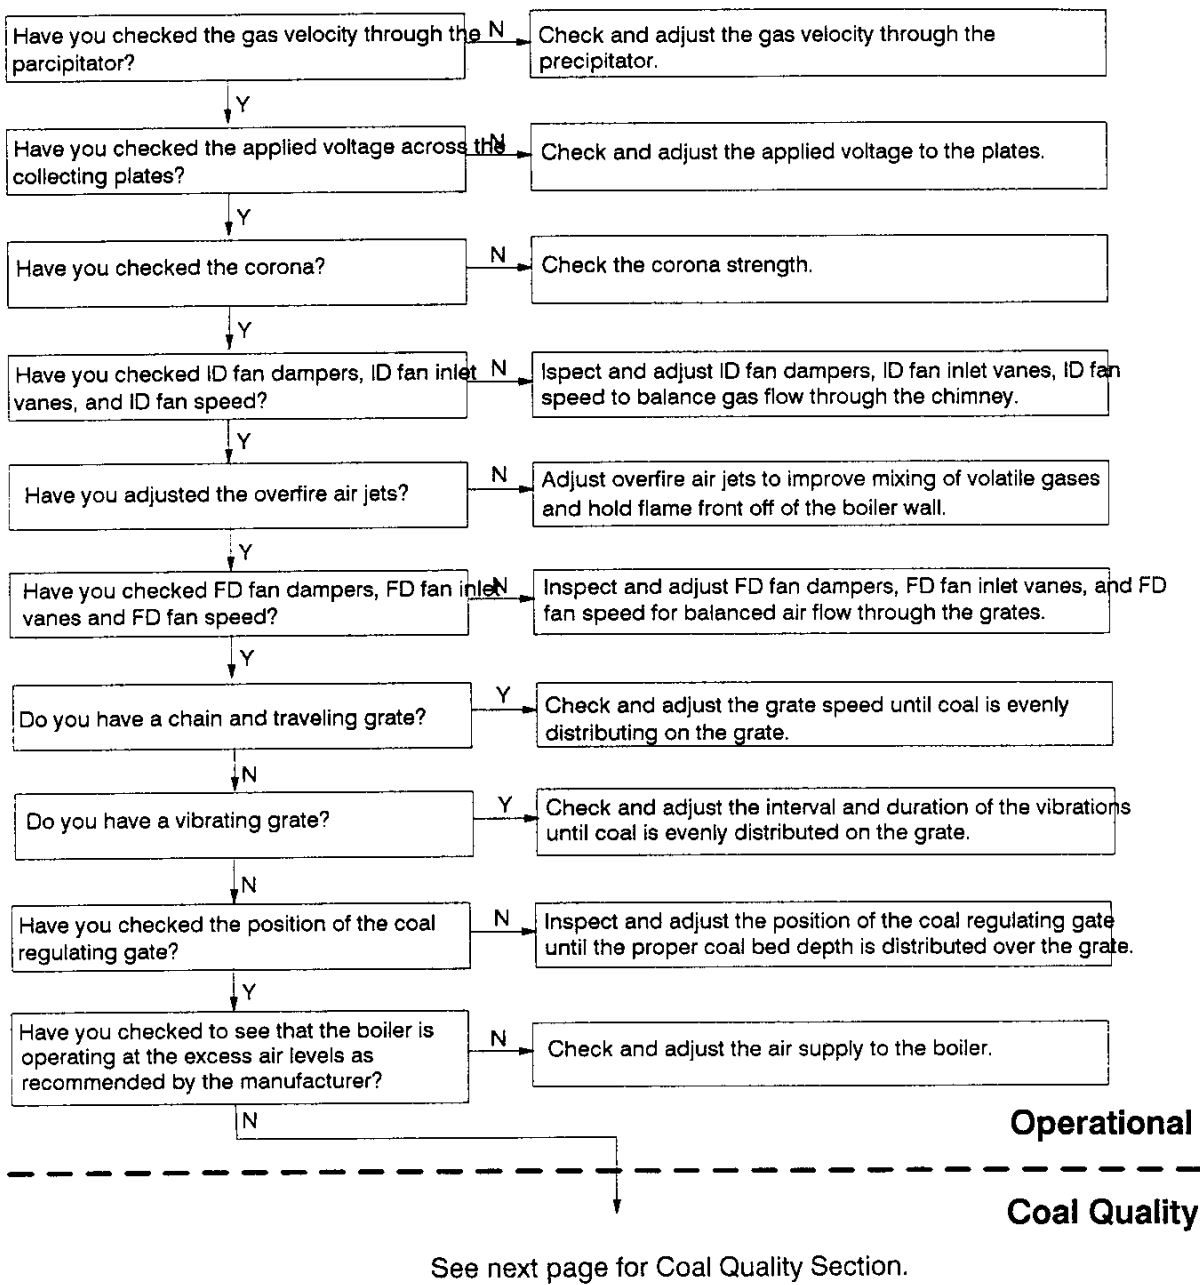 Have you checked the gas velocity through the
parcipitator?
N
Check and adjust the gas velocity through the
precipitator.
Y
Have you checked the applied voltage across the
collecting plates?
N
Check and adjust the applied voltage to the plates.
Y
Have you checked the corona?
N
Check the corona strength.
Y
Have you checked ID fan dampers, ID fan inlet
vanes, and ID fan speed?
N
Ispect and adjust ID fan dampers, ID fan inlet vanes, ID fan
speed to balance gas flow through the chimney.
Y
Have you adjusted the overfire air jets?
N
Adjust overfire air jets to improve mixing of volatile gases
and hold flame front off of the boiler wall.
Y
Have you checked FD fan dampers, FD fan inlet
vanes and FD fan speed?
N
Inspect and adjust FD fan dampers, FD fan inlet vanes, and FD
fan speed for balanced air flow through the grates.
Y
Do you have a chain and traveling grate?
Y
Check and adjust the grate speed until coal is evenly
distributing on the grate.
N
Do you have a vibrating grate?
Y
Check and adjust the interval and duration of the vibrations
until coal is evenly distributed on the grate.
N
Have you checked the position of the coal
regulating gate?
N
Inspect and adjust the position of the coal regulating gate
until the proper coal bed depth is distributed over the grate.
Y
Have you checked to see that the boiler is
operating at the excess air levels as
recommended by the manufacturer?
N
Check and adjust the air supply to the boiler.
N
Operational
Coal Quality
See next page for Coal Quality Section.